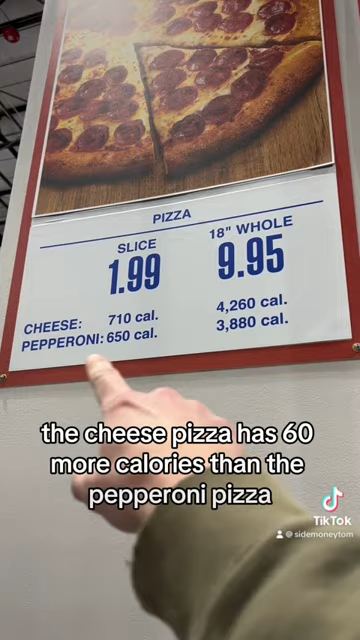 PIZZA
SLICE 18" WHOLE
1.99 9.95
CHEESE: 710 cal. 4,260 cal.
PEPPERONI: 650 cal. 3,880 cal.
the cheese pizza has 60
more calories than the
pepperoni pizza
TikTok
@sidemoneytom